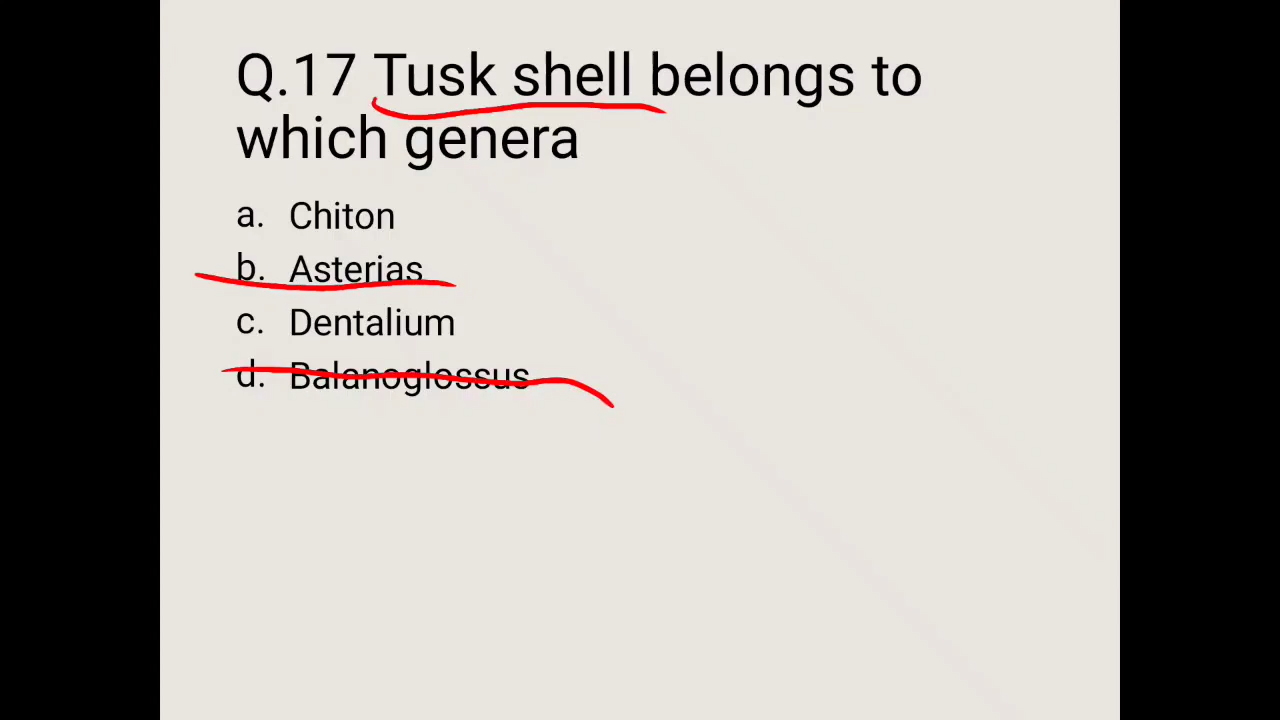 Q.17 Tusk shell belongs to
which genera
a. Chiton
b. Asterias
c. Dentalium
d. Balanoglossus